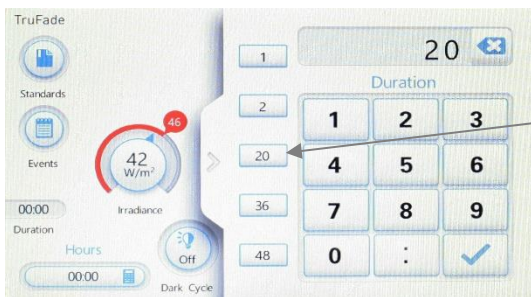 TruFade
Standards
Events
00:00
Duration
Hours
00:00
46
42
W/m²
Irradiance
Off
Dark Cycle
1
2
20
36
48
20
Duration
1 2 3
4 5 6
7 8 9
0 :